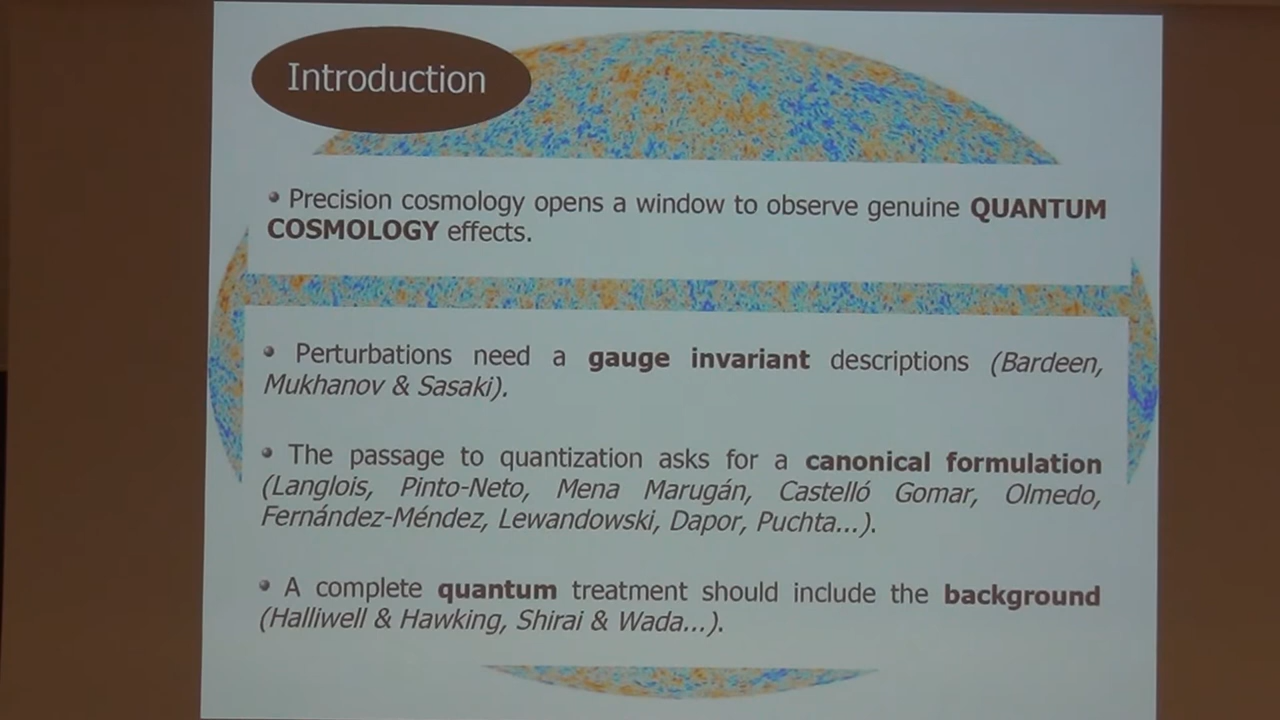 Introduction
• Precision cosmology opens a window to observe genuine QUANTUM
COSMOLOGY effects.
• Perturbations need a gauge invariant descriptions (Bardeen,
Mukhanov & Sasaki).
• The passage to quantization asks for a canonical formulation
(Langlois, Pinto-Neto, Mena Marugán, Castelló Gomar, Olmedo,
Fernández-Méndez, Lewandowski, Dapor, Puchta...).
• A complete quantum treatment should include the background
(Halliwell & Hawking, Shirai & Wada...).